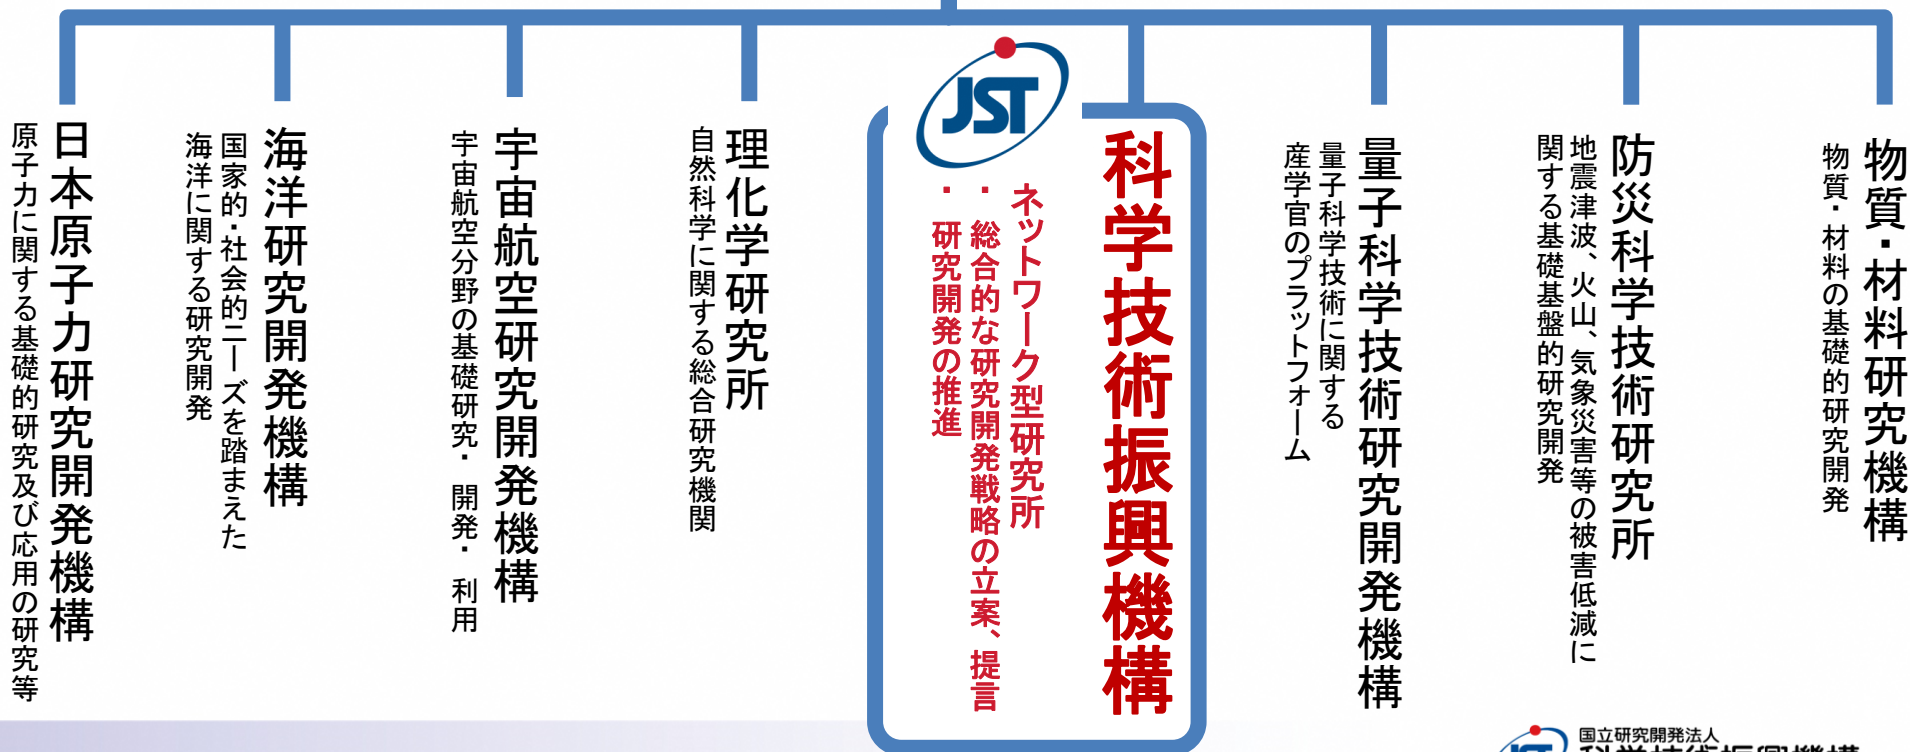 物質・材料研究機構
物質・材料の基礎的研究開発
防災科学技術研究所
地震津波、火山、気象災害等の被害低減に
関する基礎基盤的研究開発
量子科学技術研究開発機構
量子科学技術に関する
産学官のプラットフォーム
JST
科学技術振興機構
ネットワーク型研究所
・ 総合的な研究開発戦略の立案、提言
・ 研究開発の推進
理化学研究所
自然科学に関する総合研究機関
宇宙航空研究開発機構
宇宙航空分野の基礎研究・開発・利用
海洋研究開発機構
国家的・社会的ニーズを踏まえた
海洋に関する研究開発
日本原子力研究開発機構
原子力に関する基礎的研究及び応用の研究等
JST
国立研究開発法人
科学技術振興機構